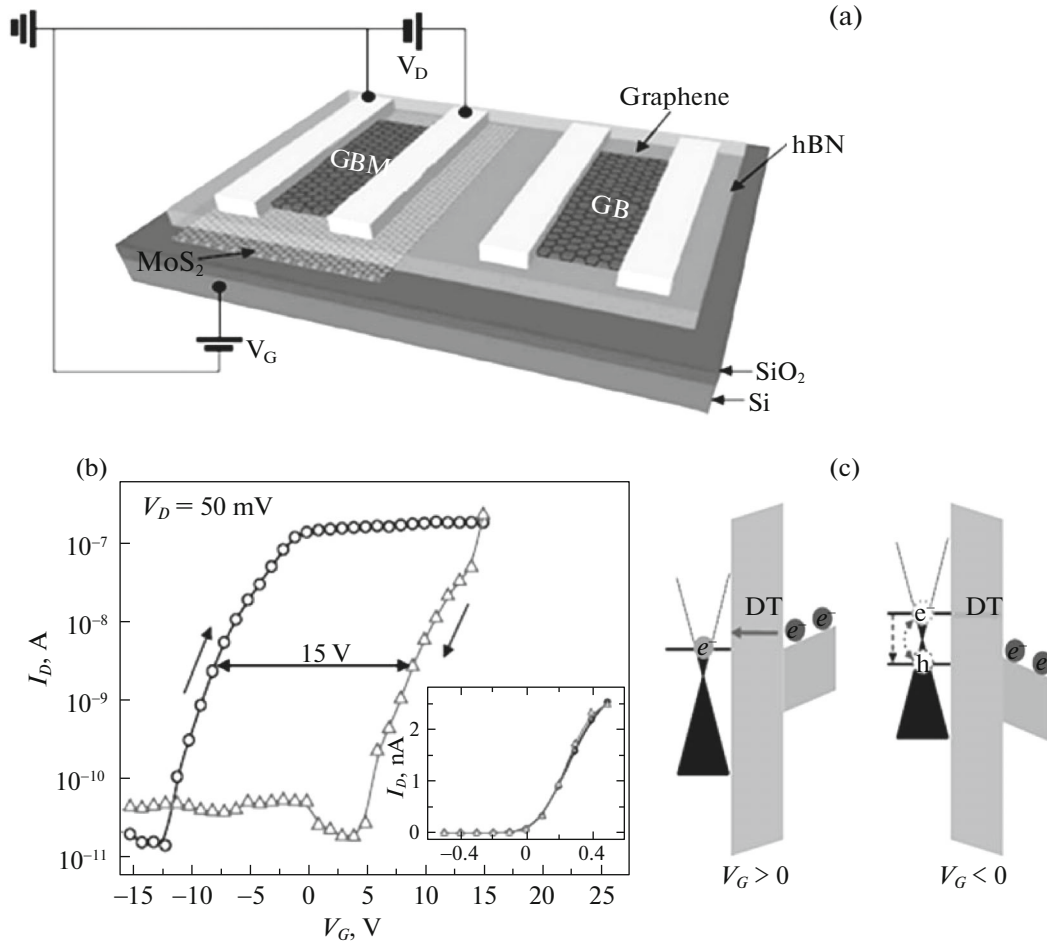 (a)
V_D
Graphene
hBN
GBM
GB
MoS₂
V_G
SiO₂
Si
(b)
(c)
V_D = 50 mV
10⁻⁷
10⁻⁸
10⁻⁹
10⁻¹⁰
10⁻¹¹
I_D, A
15 V
I_D, nA
2
1
0
−0.4
0
0.4
−15
−10
−5
0
5
10
15
20
25
V_G, V
DT
e⁻
e⁻
e⁻
V_G > 0
DT
e⁻
h
e⁻
e⁻
V_G < 0